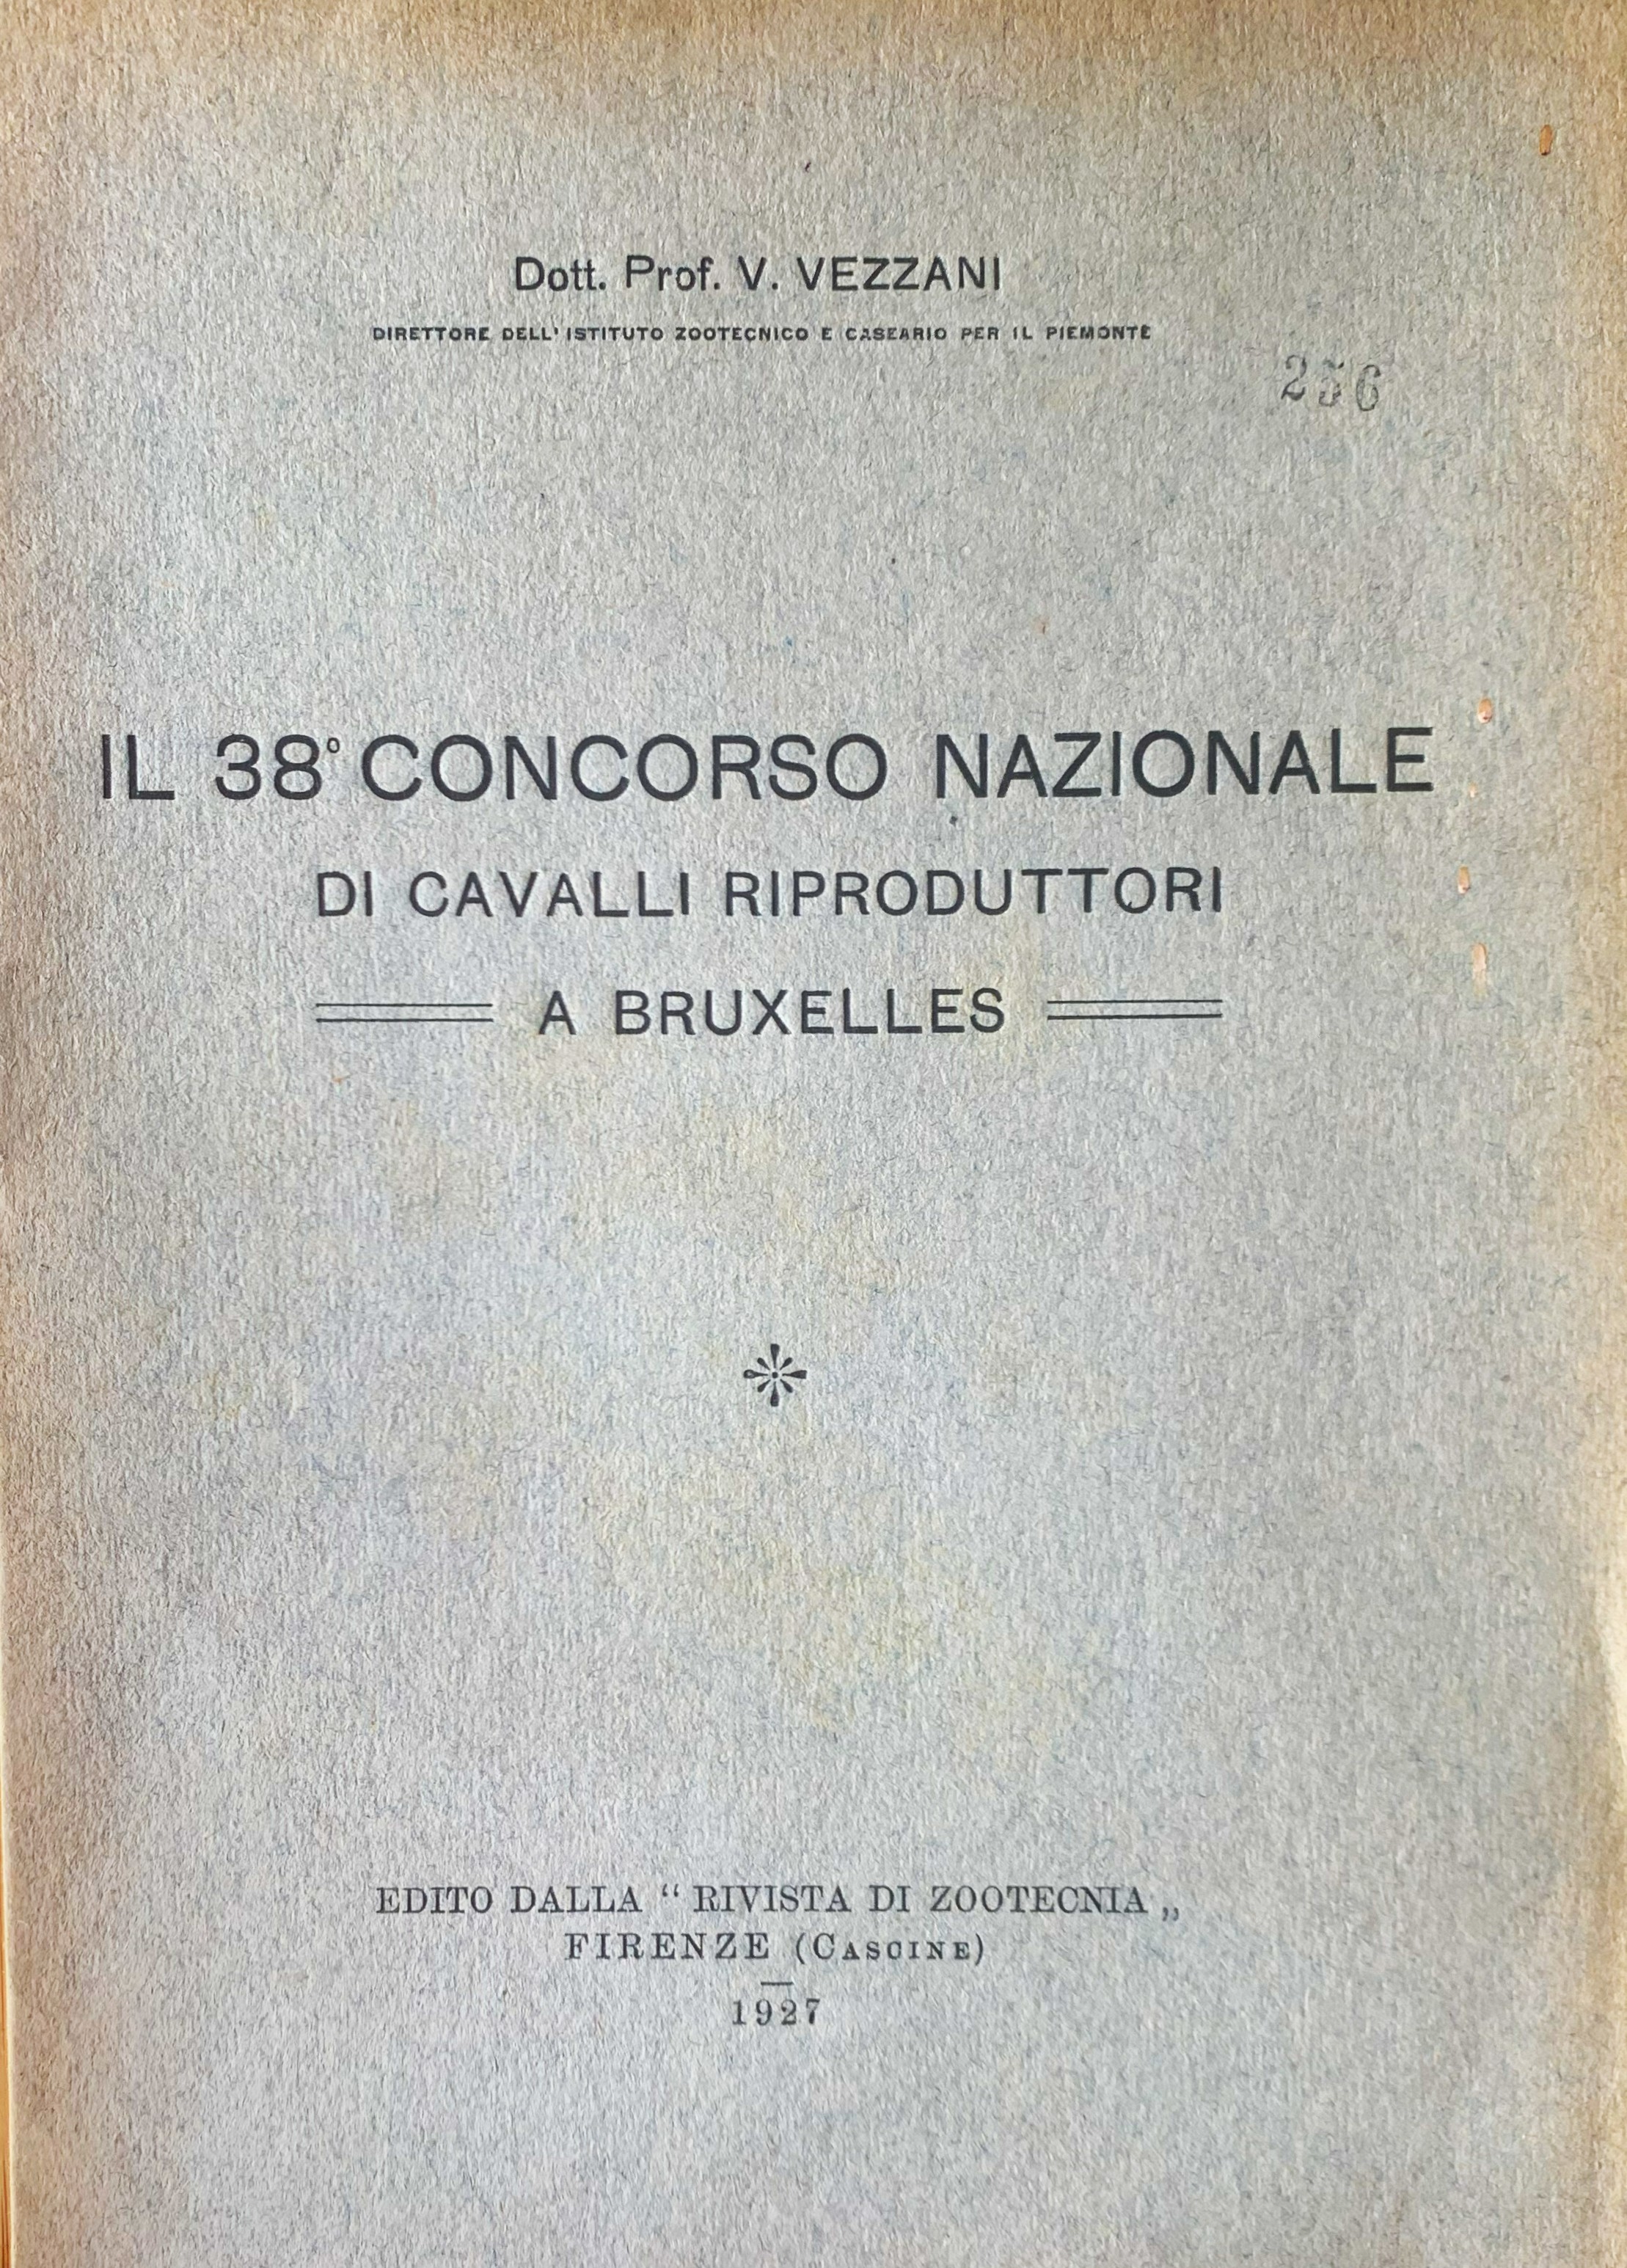 Dott. Prof. V. VEZZANI
DIRETTORE DELL' ISTITUTO ZOOTECNICO E CASEARIO PER IL PIEMONTE
256
IL 38º CONCORSO NAZIONALE
DI CAVALLI RIPRODUTTORI
A BRUXELLES
EDITO DALLA “ RIVISTA DI ZOOTECNIA „
FIRENZE (CASCINE)
1927